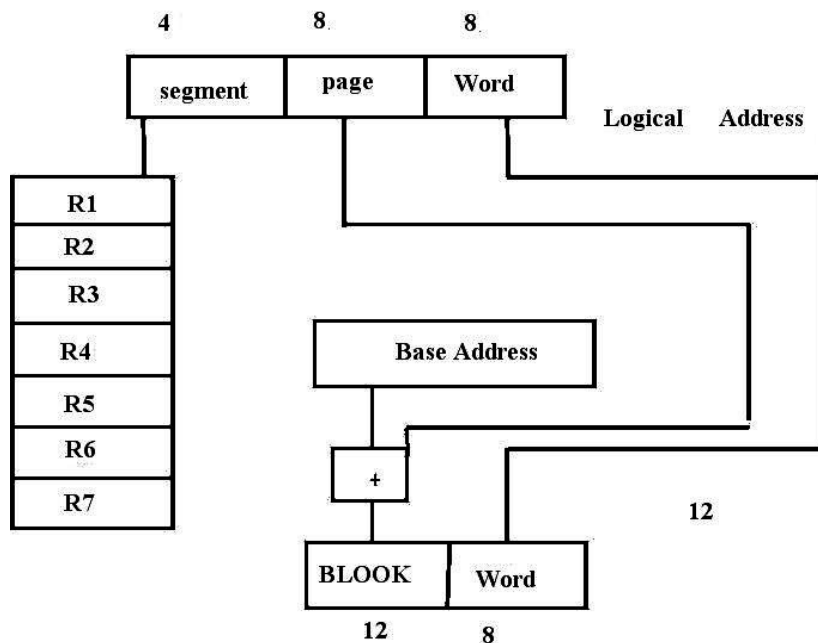 4 8 8
segment page Word
Logical Address
R1
R2
R3
R4
R5
R6
R7
Base Address
+
12
BLOOK Word
12 8